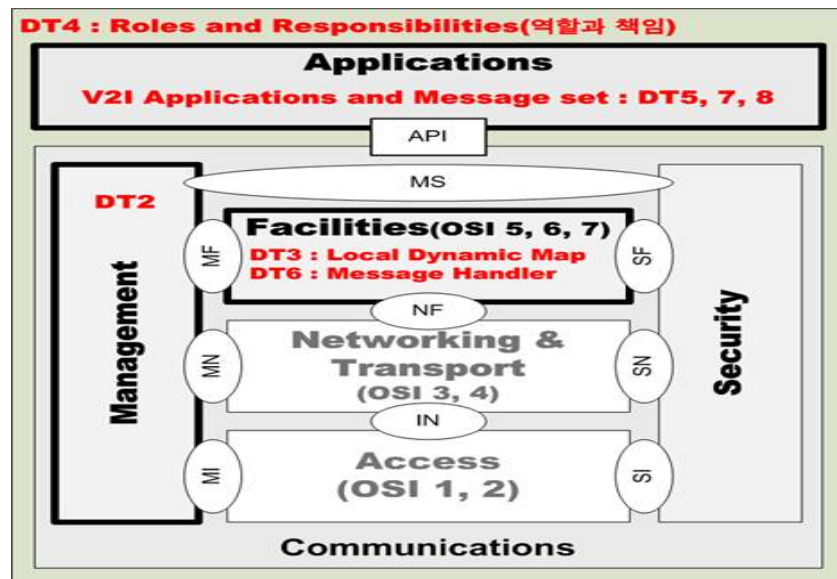 DT4 : Roles and Responsibilities(역할과 책임)
Applications
V2I Applications and Message set : DT5, 7, 8
API
MS
DT2
Management
MF
Facilities(OSI 5, 6, 7)
DT3 : Local Dynamic Map
DT6 : Message Handler
SF
Security
NF
MN
Networking &
Transport
(OSI 3, 4)
SN
IN
MI
Access
(OSI 1, 2)
SI
Communications